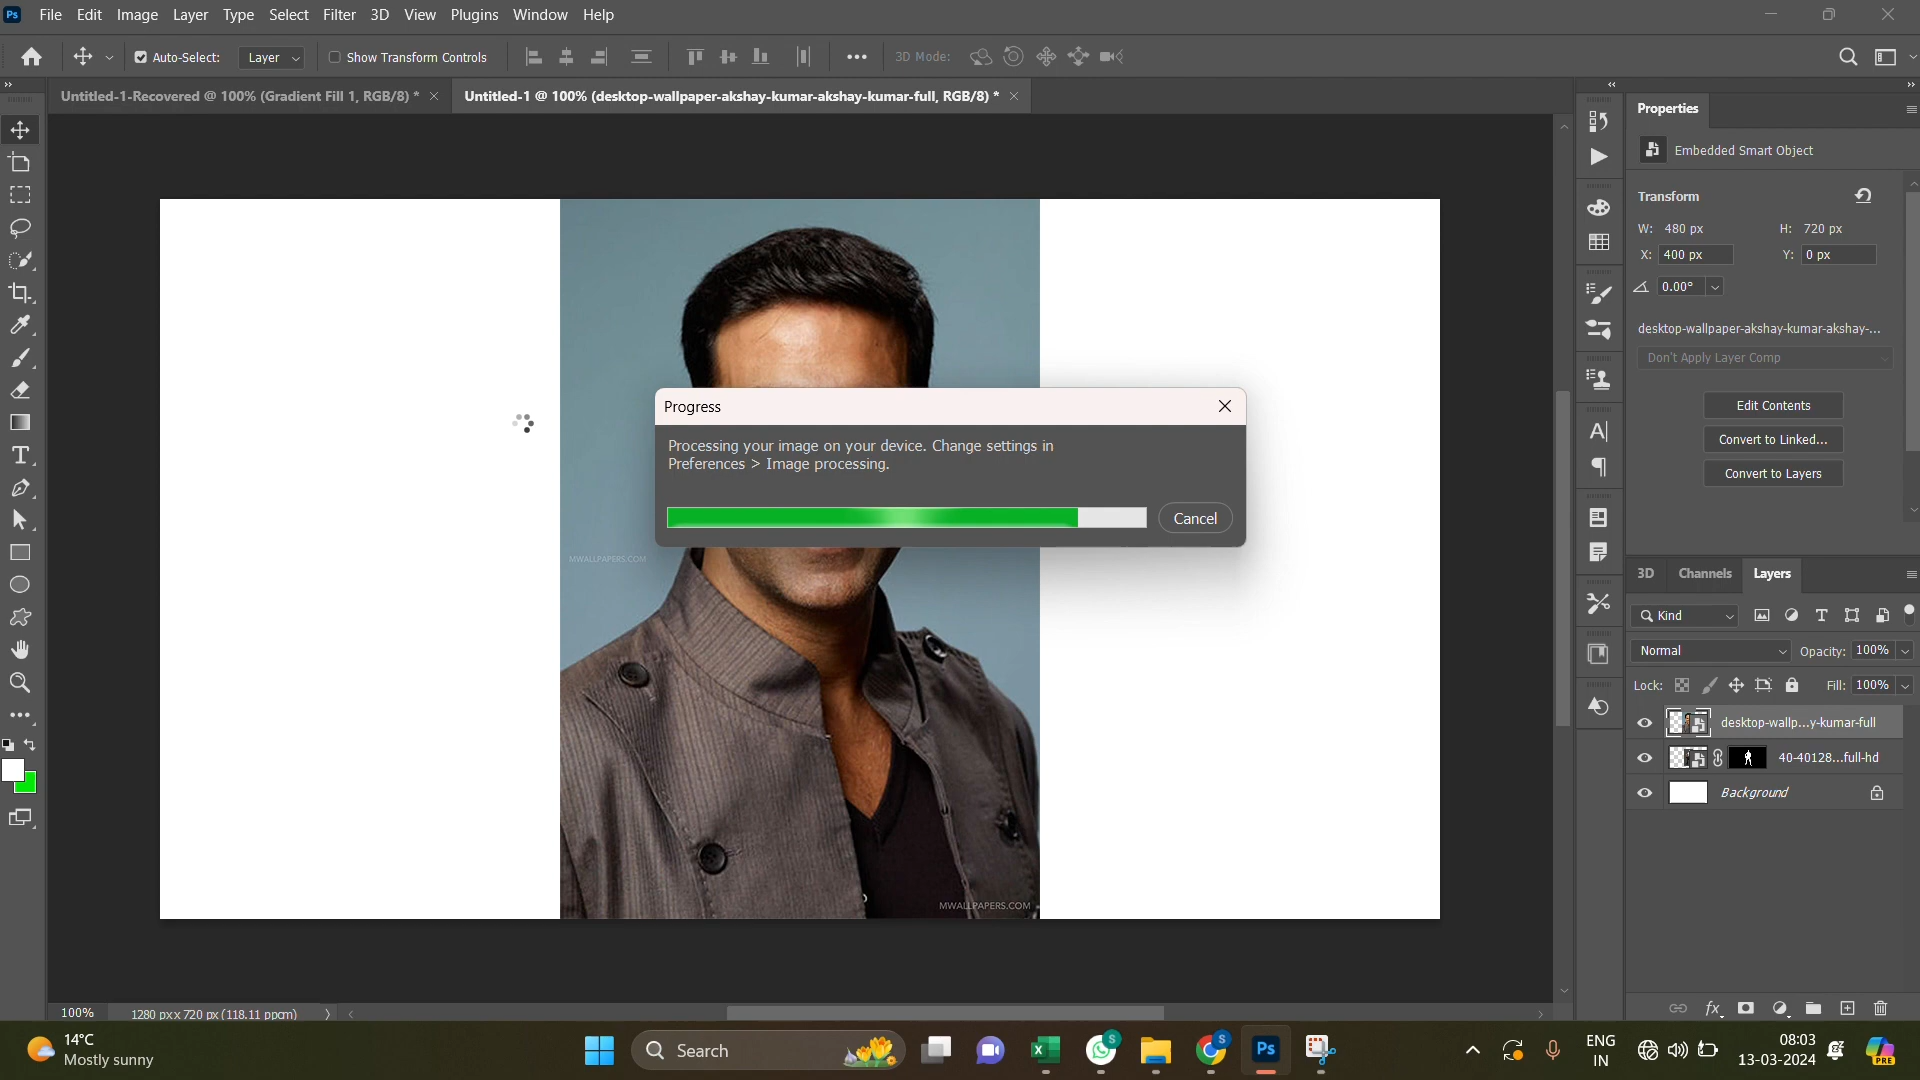 Ps File Edit Image Layer Type Select Filter 3D View Plugins Window Help
Auto-Select: Layer Show Transform Controls 3D Mode:
Untitled-1-Recovered @ 100% (Gradient Fill 1, RGB/8) * Untitled-1 @ 100% (desktop-wallpaper-akshay-kumar-akshay-kumar-full, RGB/8) *
Properties
Embedded Smart Object
Transform
W: 480 px H: 720 px
X: 400 px Y: 0 px
0.00°
desktop-wallpaper-akshay-kumar-akshay-...
Don't Apply Layer Comp
Edit Contents
Convert to Linked...
Convert to Layers
Progress
Processing your image on your device. Change settings in
Preferences > Image processing.
Cancel
MWALLPAPERS.COM
MWALLPAPERS.COM
3D Channels Layers
Kind
Normal Opacity: 100%
Lock: Fill: 100%
desktop-wallp...y-kumar-full
40-40128...full-hd
Background
100% 1280 px x 720 px (118.11 ppcm)
14°C
Mostly sunny
Search
S
S
Ps
ENG
IN
08:03
13-03-2024
PRE